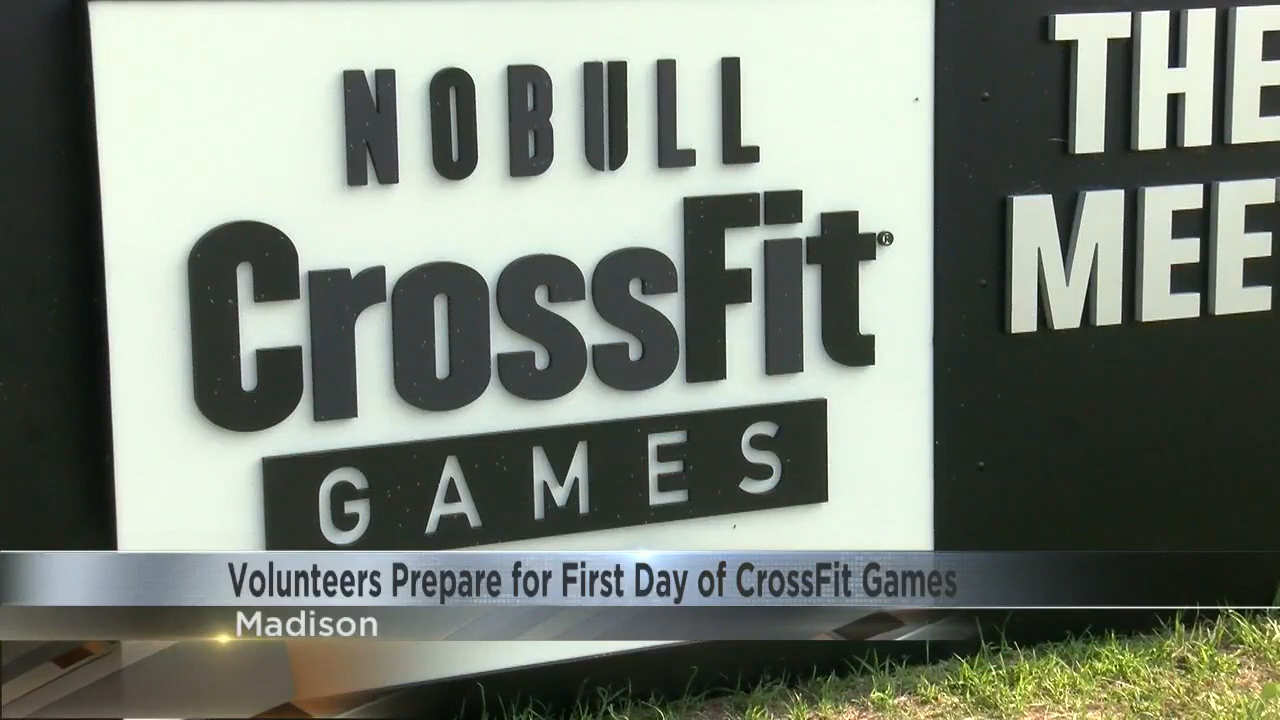 NOBULL
CrossFit®
GAMES
THE
MEE
Volunteers Prepare for First Day of CrossFit Games
Madison